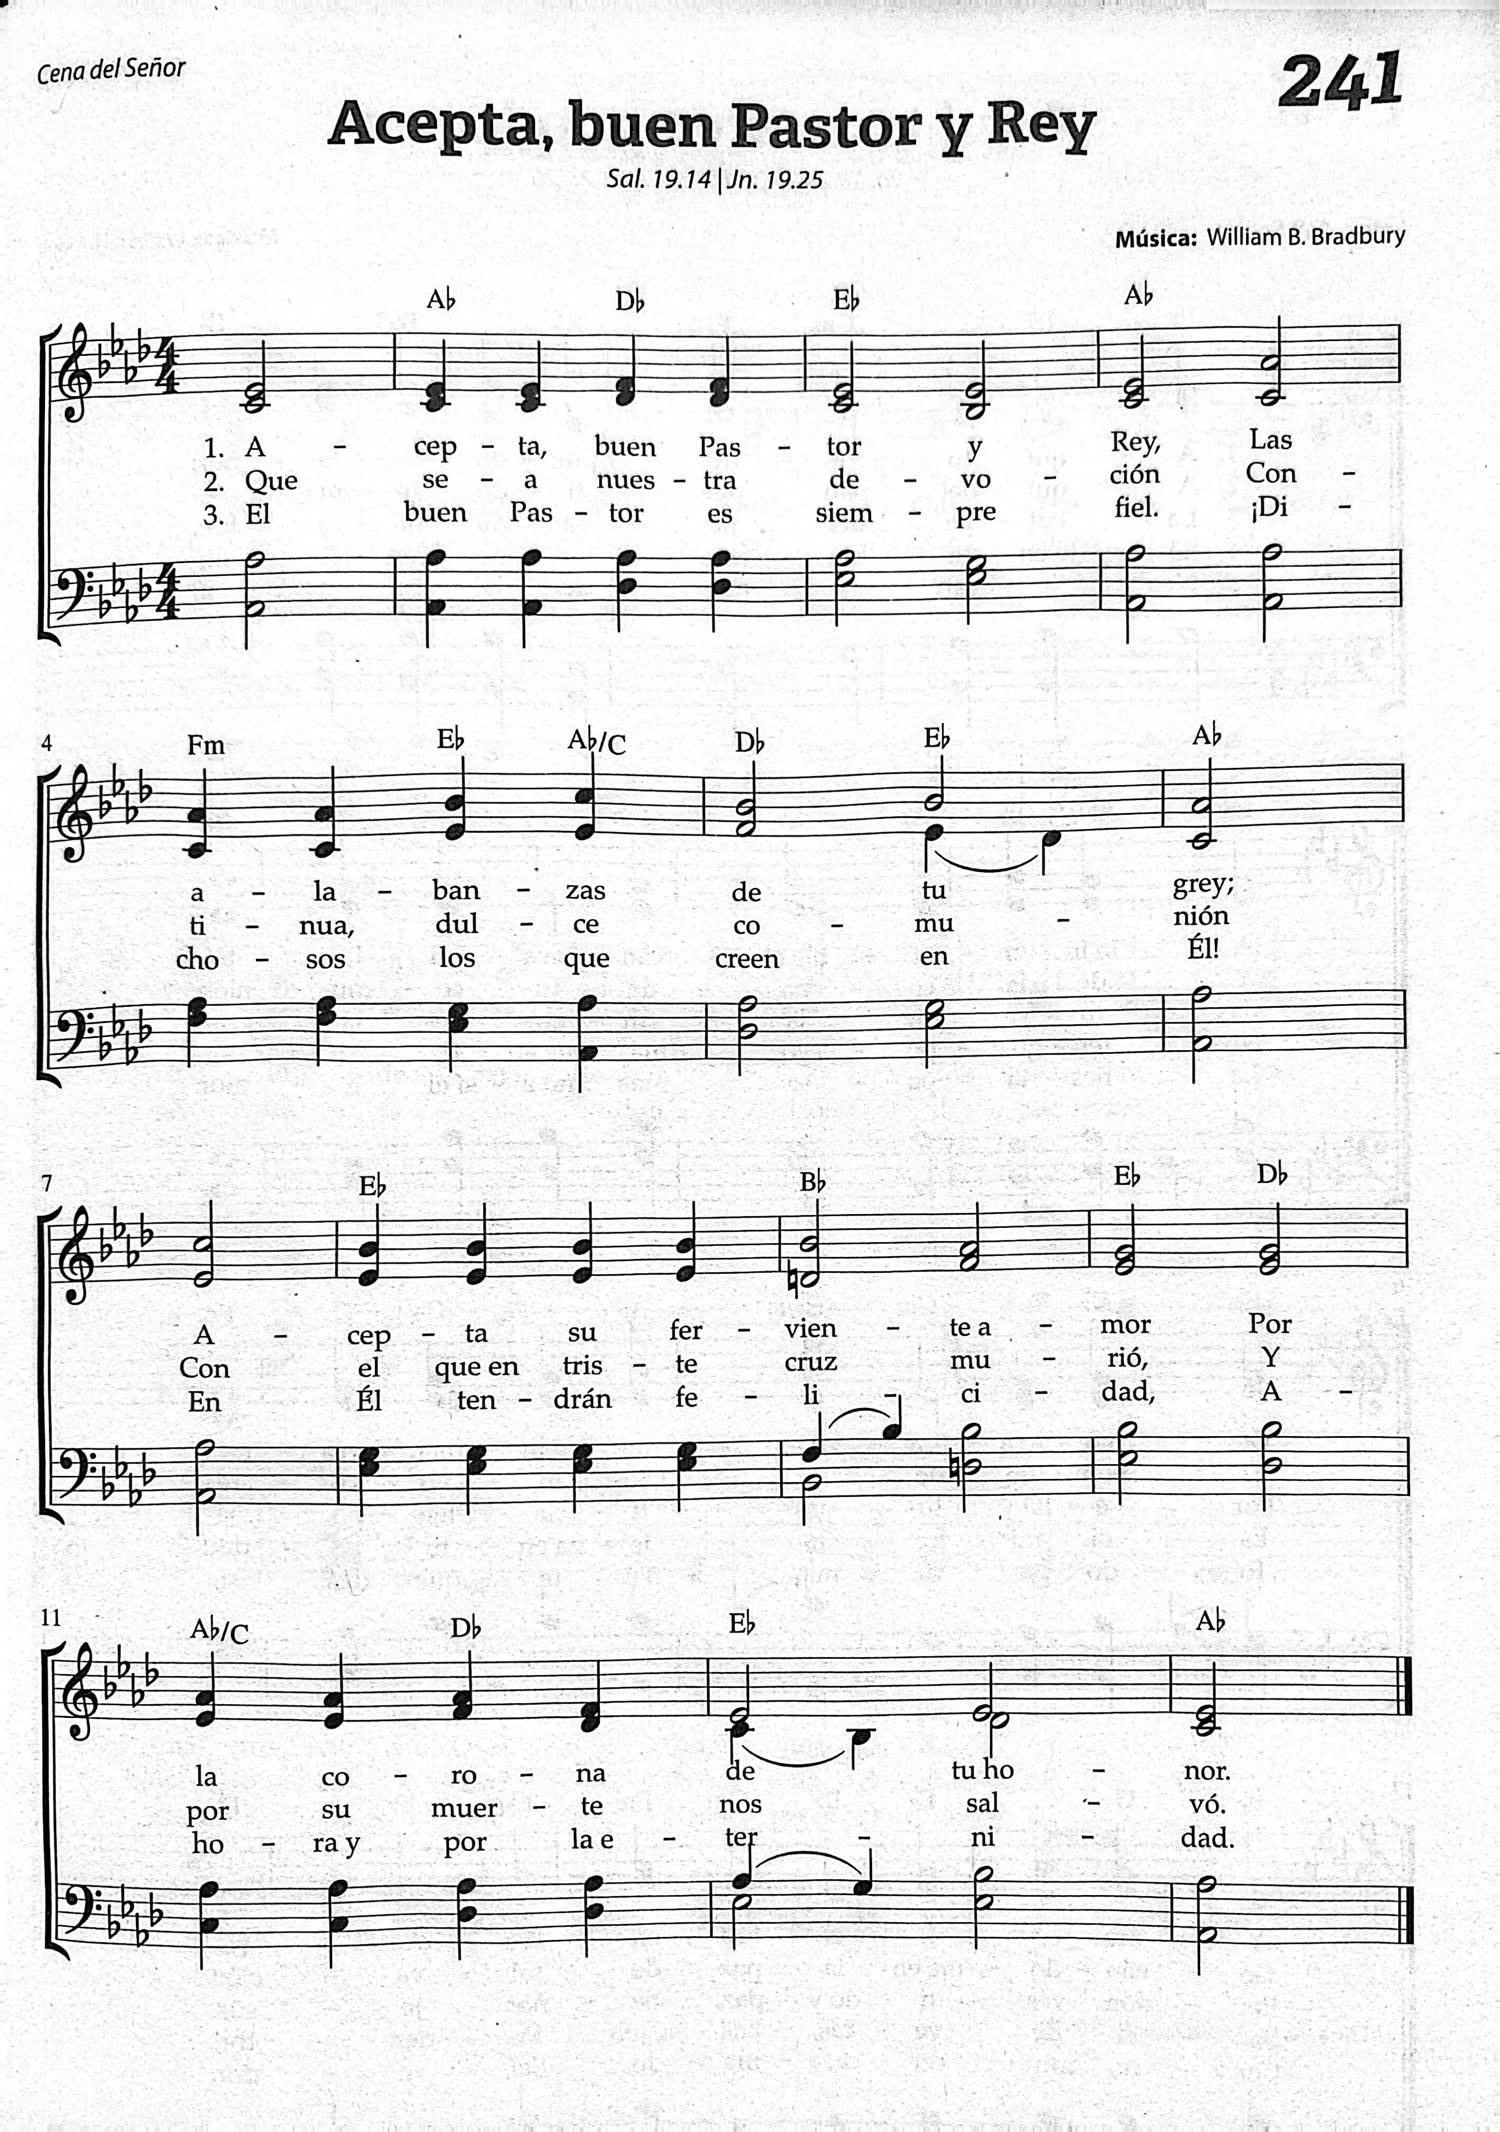 Cena del Señor
241
Acepta, buen Pastor y Rey
Sal. 19.14 | Jn. 19.25
Música: William B. Bradbury
A♭ D♭ E♭ A♭
1. A - cep - ta, buen Pas - tor y Rey, Las
2. Que se - a nues - tra de - vo - ción Con -
3. El buen Pas - tor es siem - pre fiel. ¡Di -
4
Fm E♭ A♭/C D♭ E♭ A♭
a - la - ban - zas de tu grey;
ti - nua, dul - ce co - mu - nión
cho - sos los que creen en Él!
7
E♭ B♭ E♭ D♭
A - cep - ta su fer - vien - te a - mor Por
Con el que en tris - te cruz mu - rió, Y
En Él ten - drán fe - li - ci - dad, A -
11
A♭/C D♭ E♭ A♭
la co - ro - na de tu ho - nor.
por su muer - te nos sal - vó.
ho - ra y por la e - ter - ni - dad.